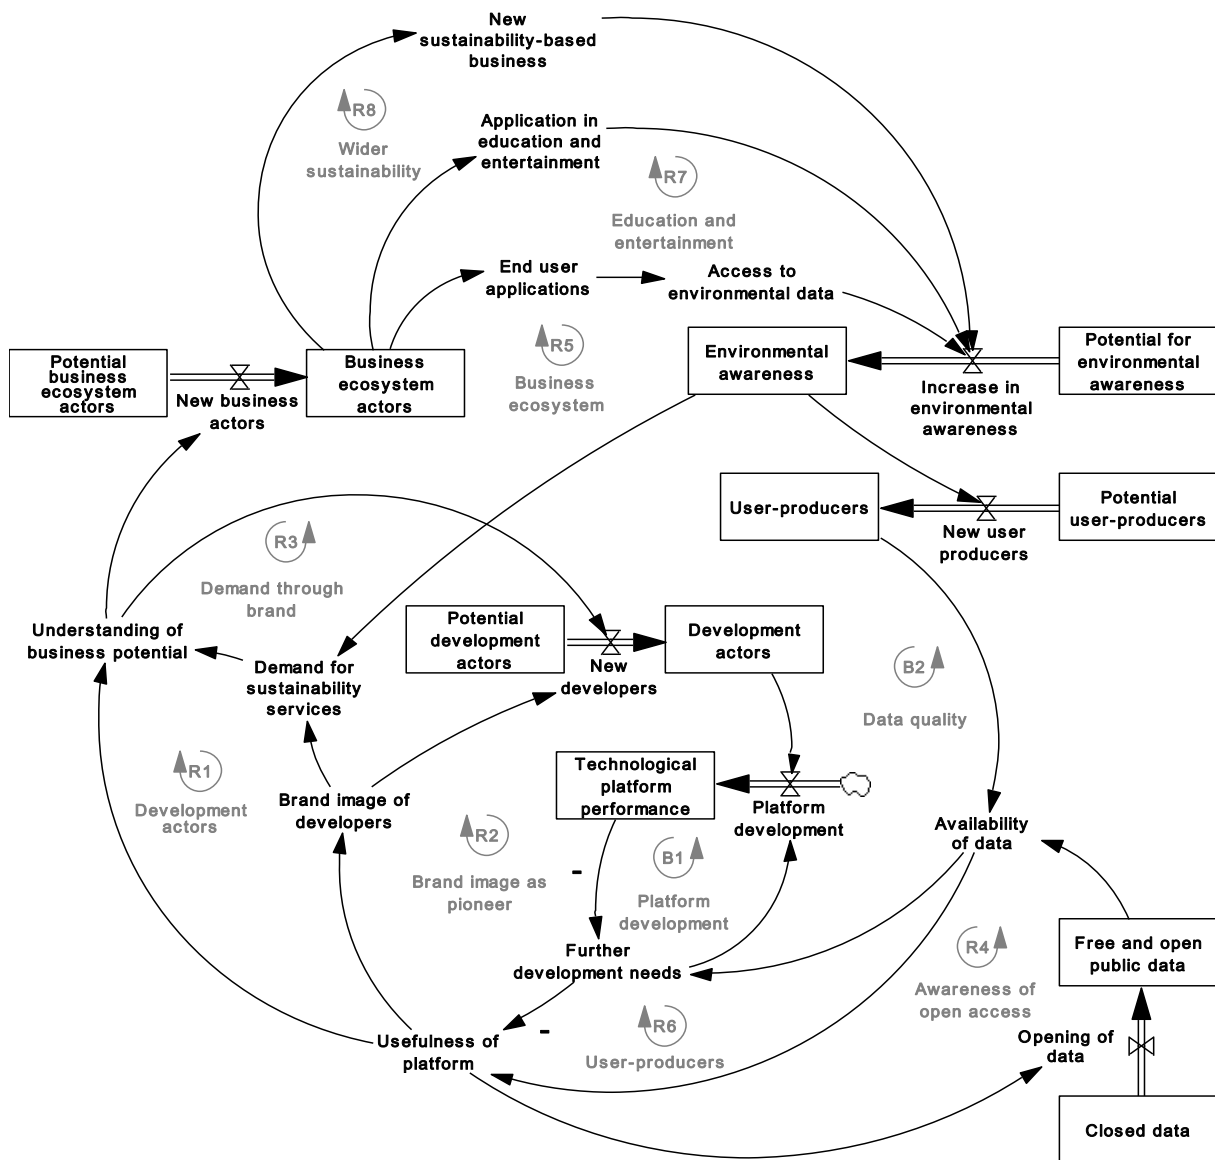 New
sustainability-based
business
R8
Wider
sustainability
Application in
education and
entertainment
R7
Education and
entertainment
End user
applications
Access to
environmental data
R5
Business
ecosystem
Potential
business
ecosystem
actors
New business
actors
Business
ecosystem
actors
Environmental
awareness
Increase in
environmental
awareness
Potential for
environmental
awareness
User-producers
New user
producers
Potential
user-producers
R3
Demand through
brand
Understanding of
business potential
Demand for
sustainability
services
Potential
development
actors
New
developers
Development
actors
B2
Data quality
R1
Development
actors
Brand image of
developers
R2
Brand image as
pioneer
Technological
platform
performance
Platform
development
-
B1
Platform
development
Availability
of data
Further
development needs
R4
Awareness of
open access
Free and open
public data
-
R6
User-producers
Usefulness of
platform
Opening of
data
Closed data